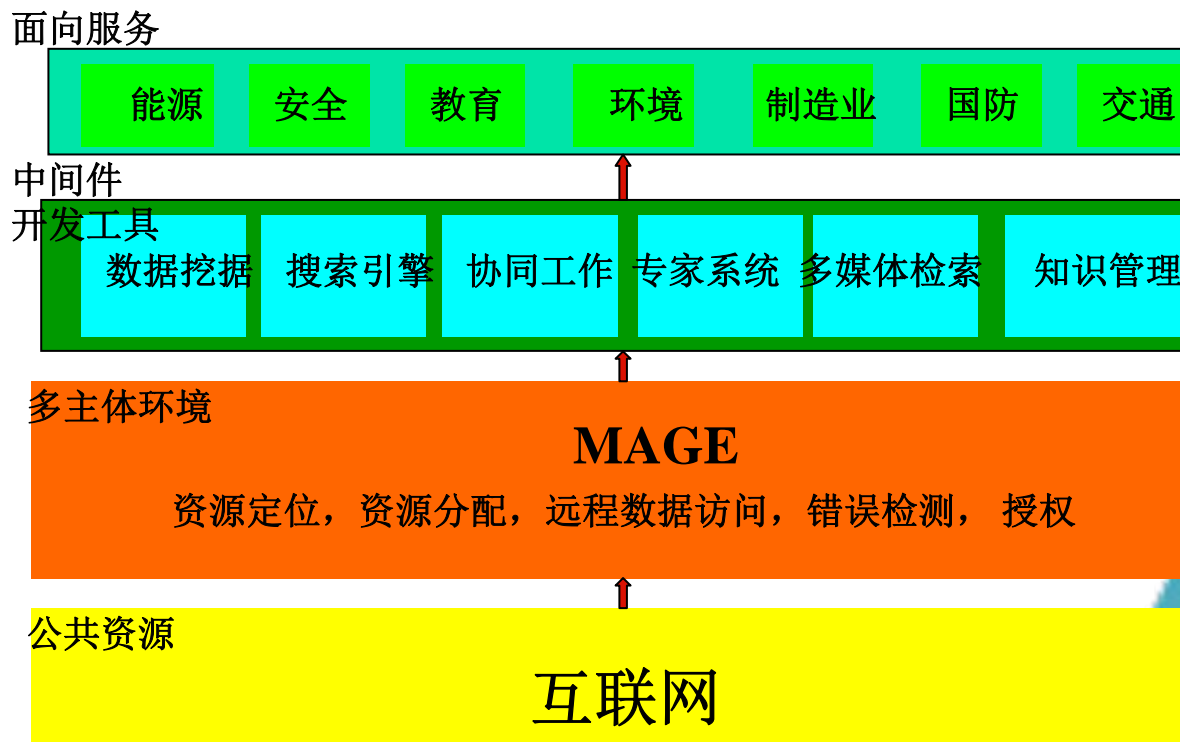 面向服务
能源 安全 教育 环境 制造业 国防 交通
中间件
开发工具
数据挖据 搜索引擎 协同工作 专家系统 多媒体检索 知识管理
多主体环境
MAGE
资源定位，资源分配，远程数据访问，错误检测， 授权
公共资源
互联网